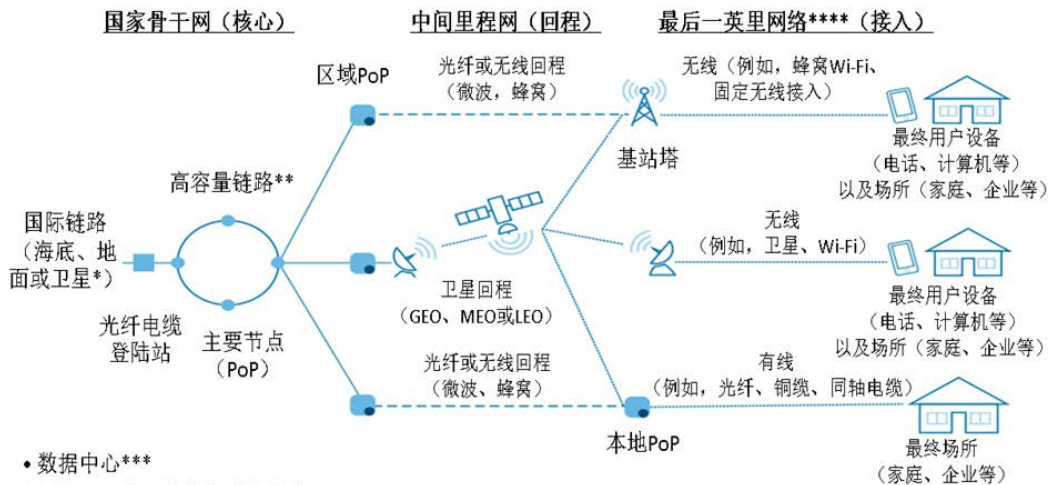 国家骨干网（核心）
中间里程网（回程）
最后一英里网络****（接入）
区域PoP
光纤或无线回程
（微波，蜂窝）
无线（例如，蜂窝Wi-Fi、
固定无线接入）
基站塔
最终用户设备
（电话、计算机等）
以及场所（家庭、企业等）
高容量链路**
国际链路
（海底、地
面或卫星*）
光纤电缆
登陆站
主要节点
（PoP）
卫星回程
（GEO、MEO或LEO）
无线
（例如，卫星、Wi-Fi）
最终用户设备
（电话、计算机等）
以及场所（家庭、企业等）
光纤或无线回程
（微波、蜂窝）
有线
（例如，光纤、铜缆、同轴电缆）
本地PoP
最终场所
（家庭、企业等）
• 数据中心***